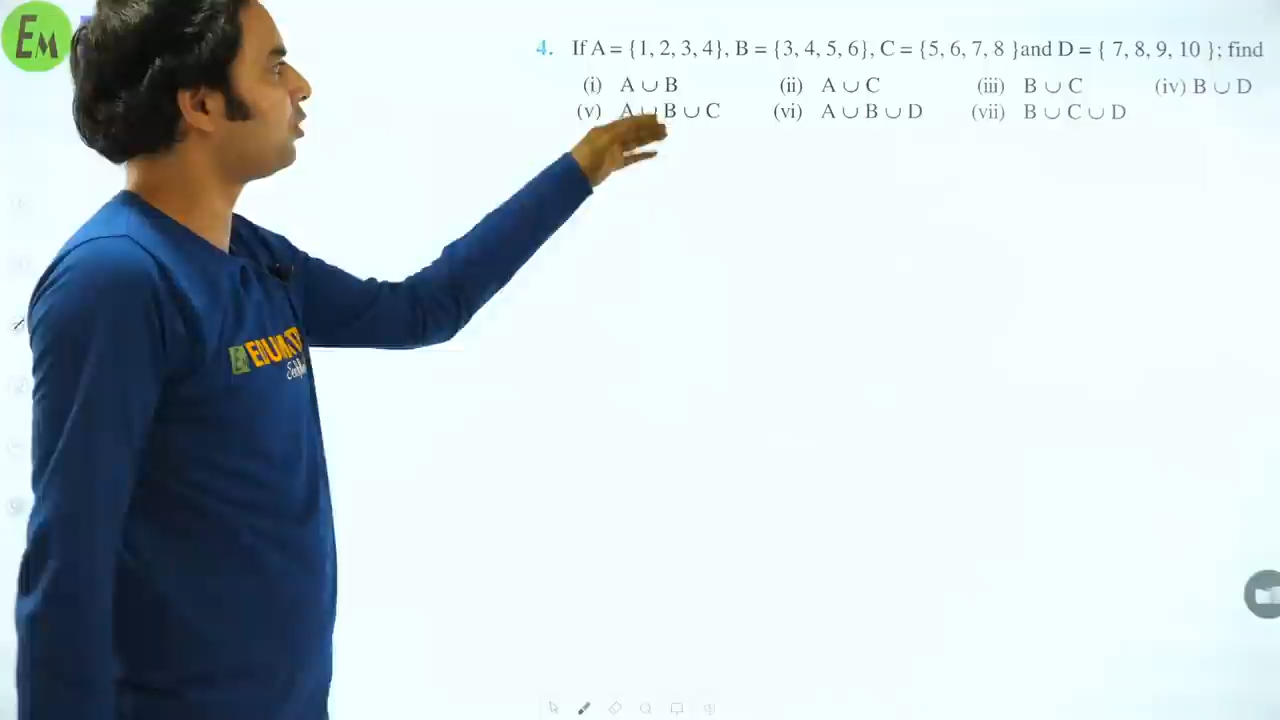 EM
4. If A = {1, 2, 3, 4}, B = {3, 4, 5, 6}, C = {5, 6, 7, 8 }and D = { 7, 8, 9, 10 }; find
(i) A ∪ B (ii) A ∪ C (iii) B ∪ C (iv) B ∪ D
(v) A ∪ B ∪ C (vi) A ∪ B ∪ D (vii) B ∪ C ∪ D
EM